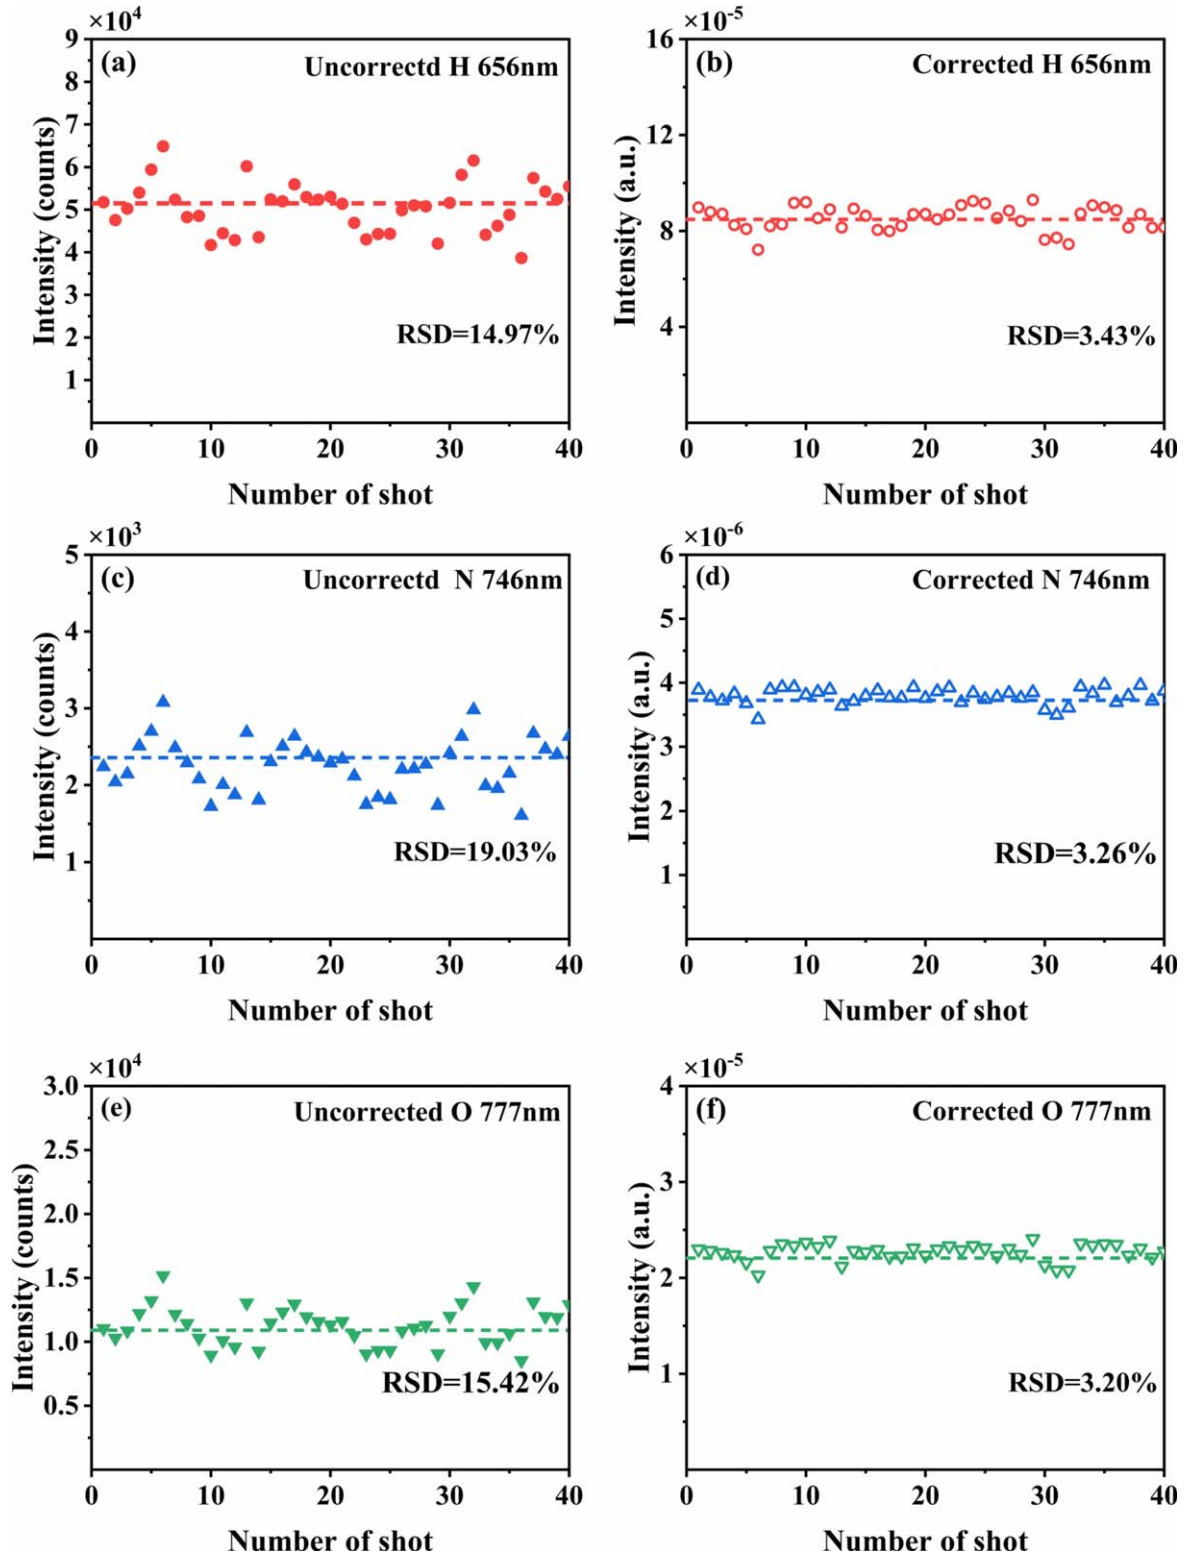 ×10⁴
9
8
7
6
5
4
3
2
1
0 10 20 30 40
Intensity (counts)
Number of shot
(a)
Uncorrectd H 656nm
RSD=14.97%
×10⁻⁵
16
12
8
4
0 10 20 30 40
Intensity (a.u.)
Number of shot
(b)
Corrected H 656nm
RSD=3.43%
×10³
5
4
3
2
1
0 10 20 30 40
Intensity (counts)
Number of shot
(c)
Uncorrectd N 746nm
RSD=19.03%
×10⁻⁶
6
5
4
3
2
1
0 10 20 30 40
Intensity (a.u.)
Number of shot
(d)
Corrected N 746nm
RSD=3.26%
×10⁴
3.0
2.5
2.0
1.5
1.0
0.5
0 10 20 30 40
Intensity (counts)
Number of shot
(e)
Uncorrected O 777nm
RSD=15.42%
×10⁻⁵
4
3
2
1
0 10 20 30 40
Intensity (a.u.)
Number of shot
(f)
Corrected O 777nm
RSD=3.20%